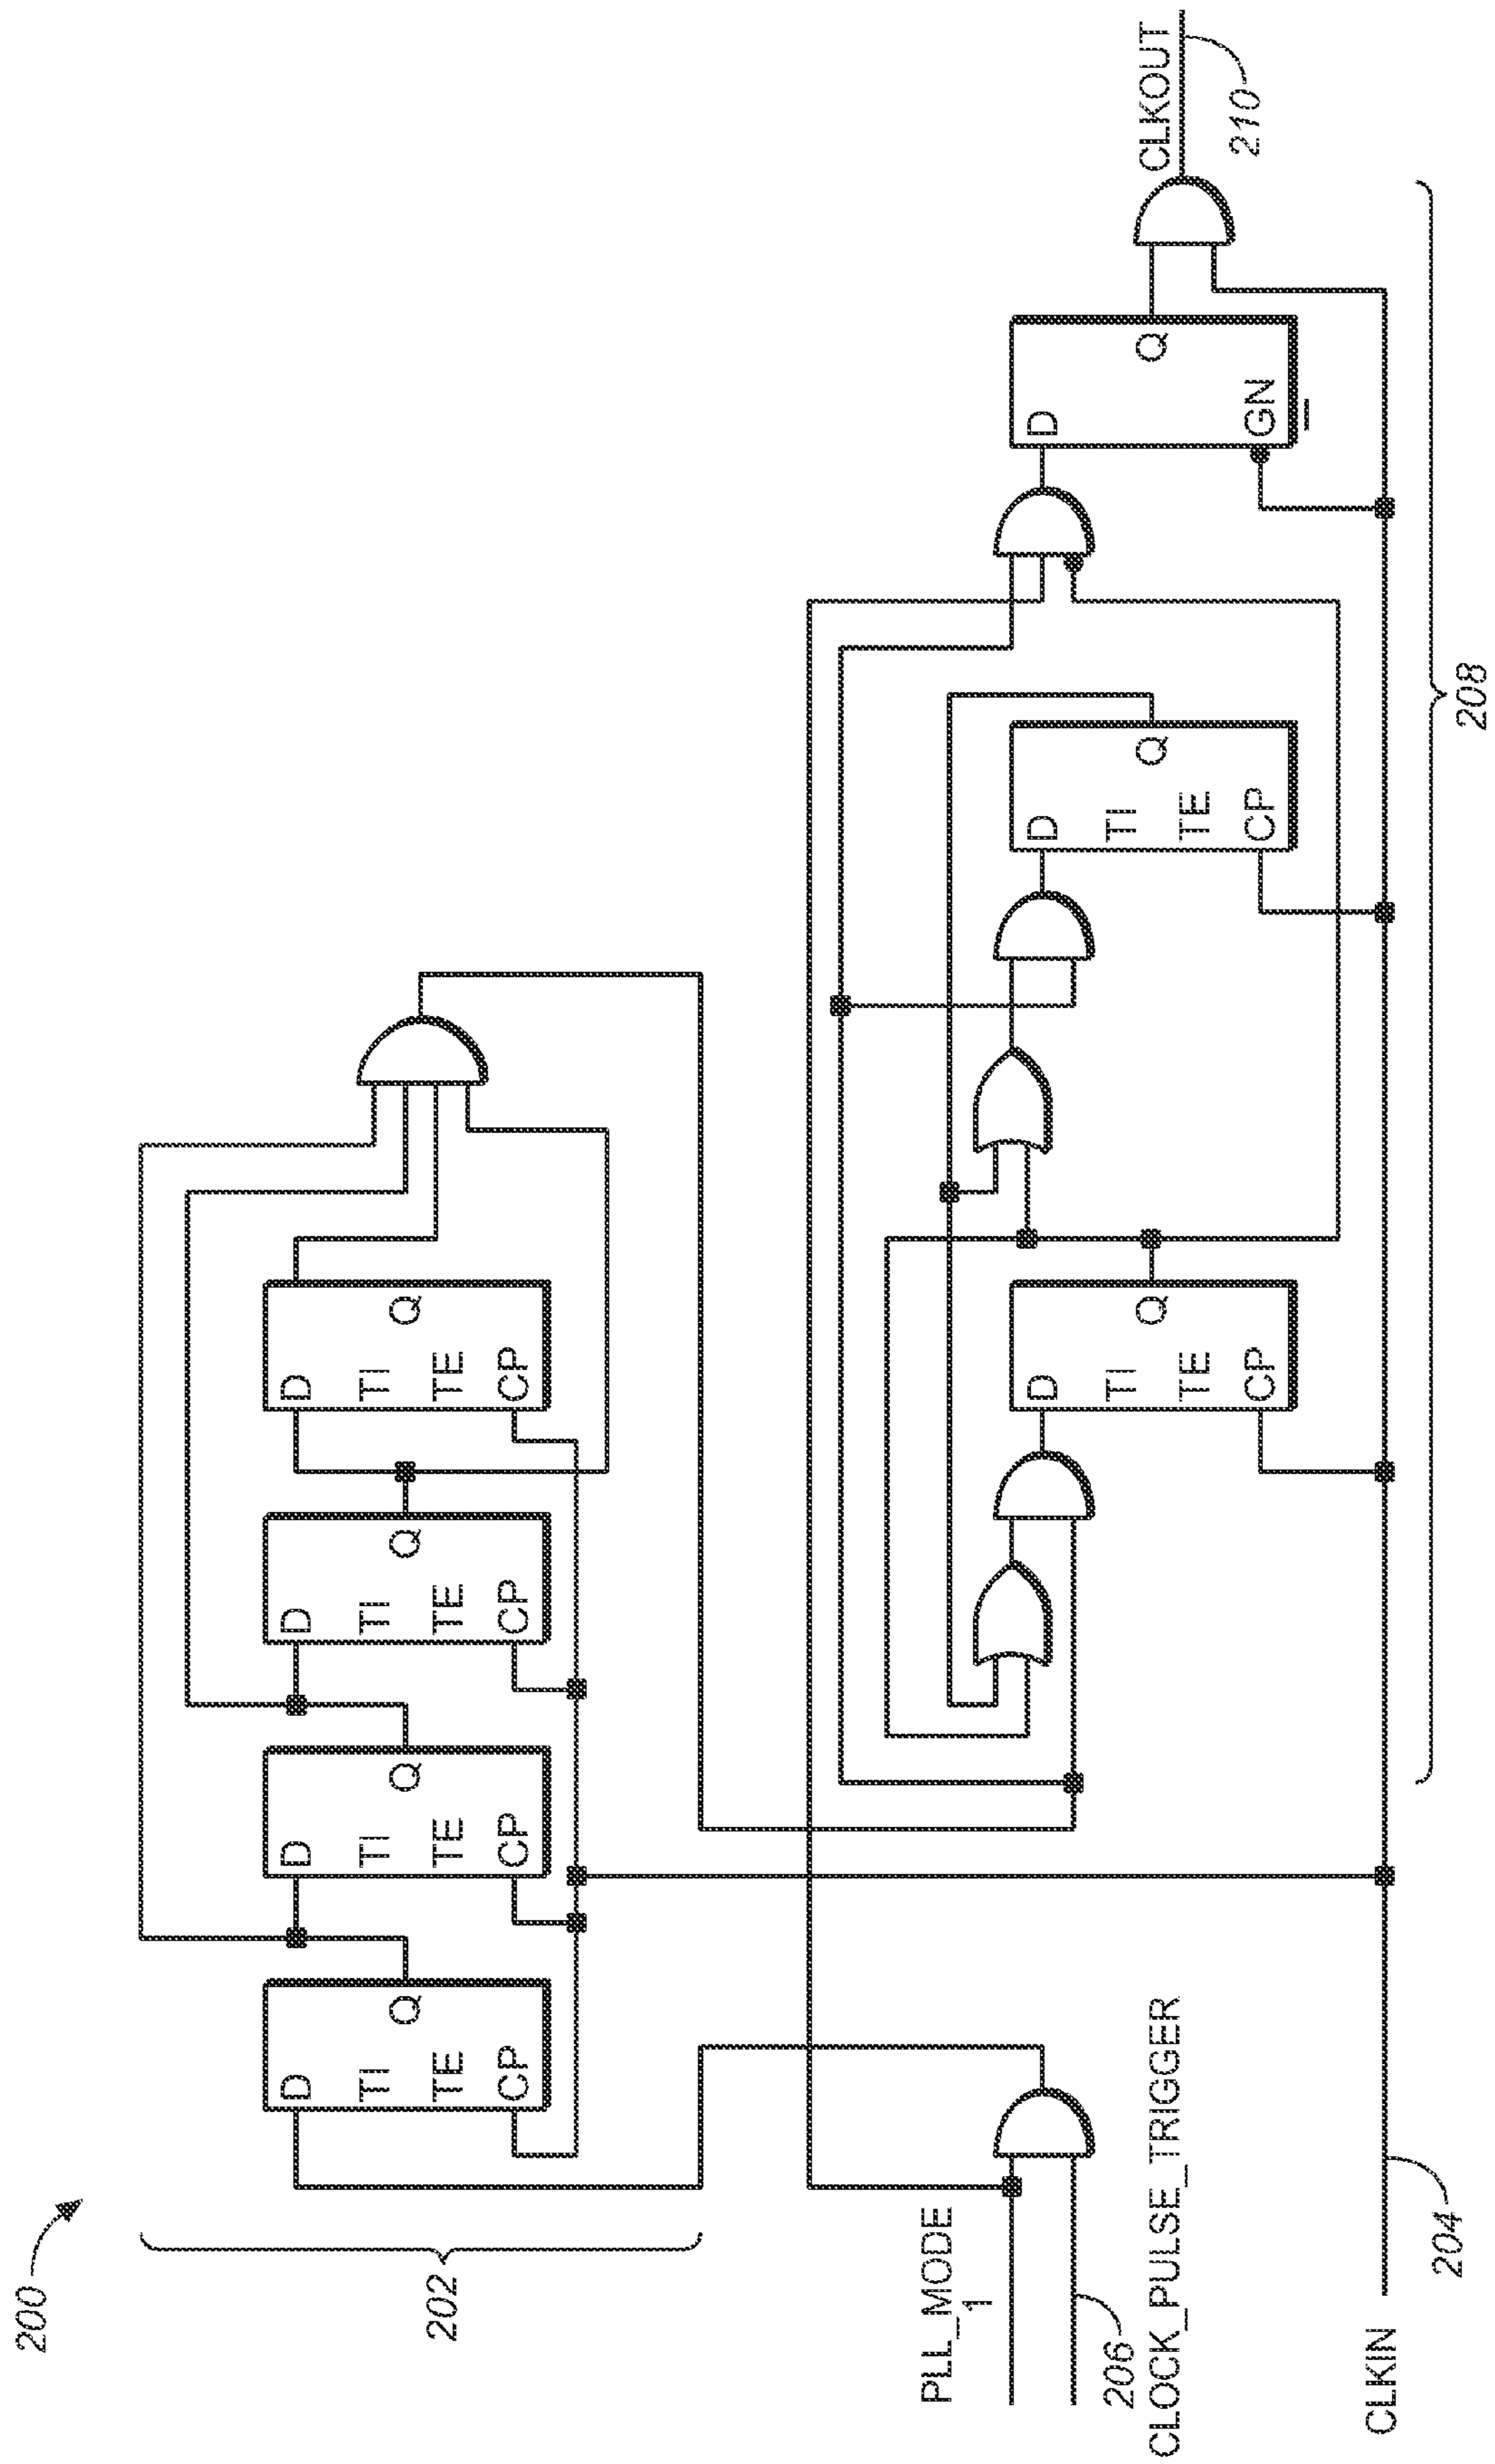 200
202
D
TI
Q
TE
CP
D
TI
Q
TE
CP
D
TI
Q
TE
CP
D
TI
Q
TE
CP
PLL_MODE
_1
206
CLOCK_PULSE_TRIGGER
D
TI
Q
TE
CP
D
TI
Q
TE
CP
D
Q
GN
CLKOUT
210
CLKIN
204
208